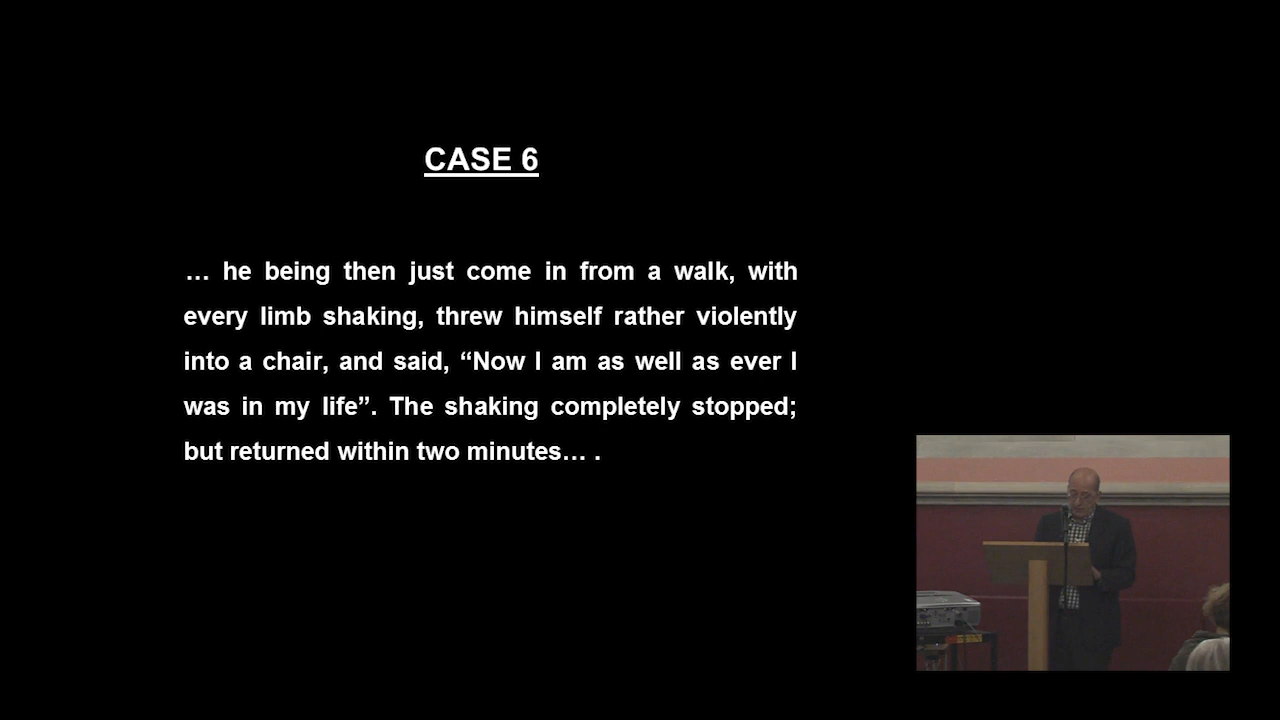 CASE 6
… he being then just come in from a walk, with
every limb shaking, threw himself rather violently
into a chair, and said, “Now I am as well as ever I
was in my life”. The shaking completely stopped;
but returned within two minutes… .